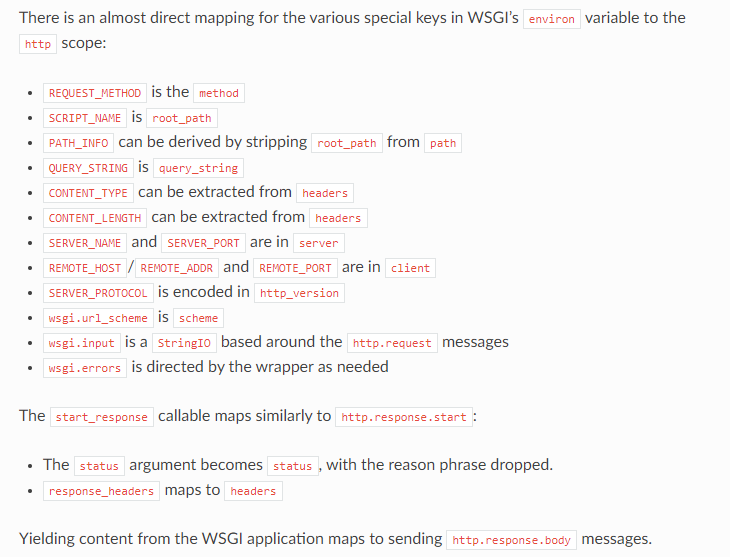 There is an almost direct mapping for the various special keys in WSGI's environ variable to the
http scope:
• REQUEST_METHOD is the method
• SCRIPT_NAME is root_path
• PATH_INFO can be derived by stripping root_path from path
• QUERY_STRING is query_string
• CONTENT_TYPE can be extracted from headers
• CONTENT_LENGTH can be extracted from headers
• SERVER_NAME and SERVER_PORT are in server
• REMOTE_HOST / REMOTE_ADDR and REMOTE_PORT are in client
• SERVER_PROTOCOL is encoded in http_version
• wsgi.url_scheme is scheme
• wsgi.input is a StringIO based around the http.request messages
• wsgi.errors is directed by the wrapper as needed
The start_response callable maps similarly to http.response.start :
• The status argument becomes status , with the reason phrase dropped.
• response_headers maps to headers
Yielding content from the WSGI application maps to sending http.response.body messages.